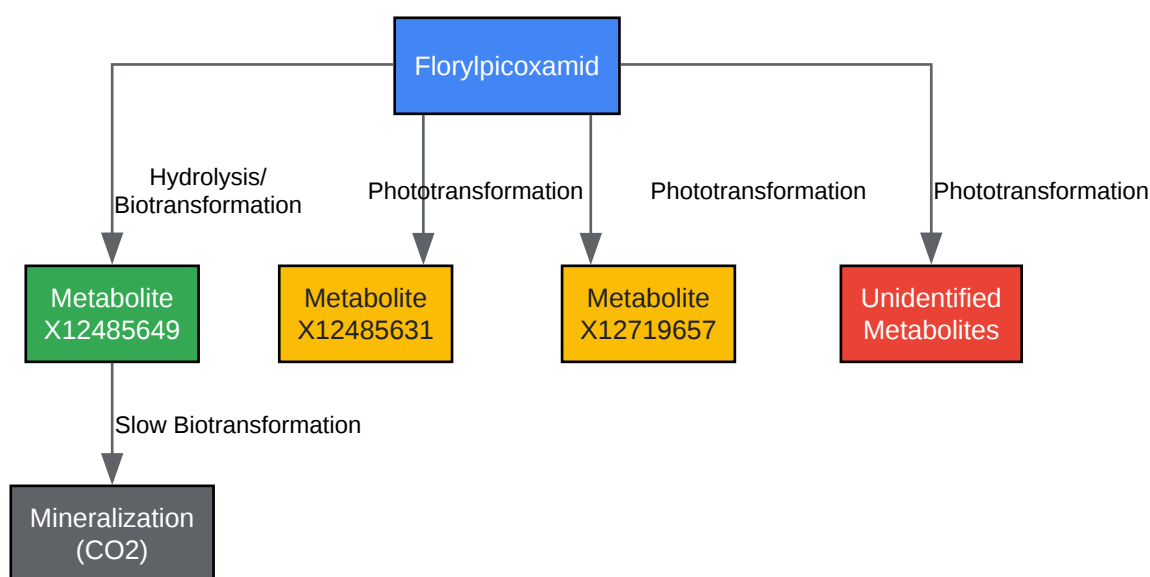 Florylpicoxamid
Hydrolysis/
Biotransformation
Phototransformation
Phototransformation
Phototransformation
Metabolite
X12485649
Metabolite
X12485631
Metabolite
X12719657
Unidentified
Metabolites
Slow Biotransformation
Mineralization
(CO2)